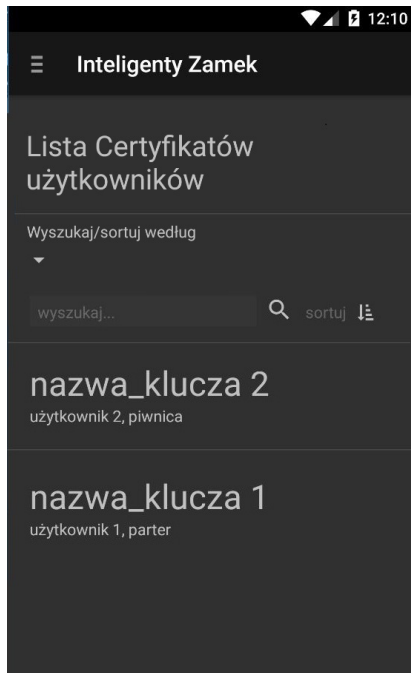 12:10
Inteligenty Zamek
Lista Certyfikatów
użytkowników
Wyszukaj/sortuj według
wyszukaj... sortuj
nazwa_klucza 2
użytkownik 2, piwnica
nazwa_klucza 1
użytkownik 1, parter